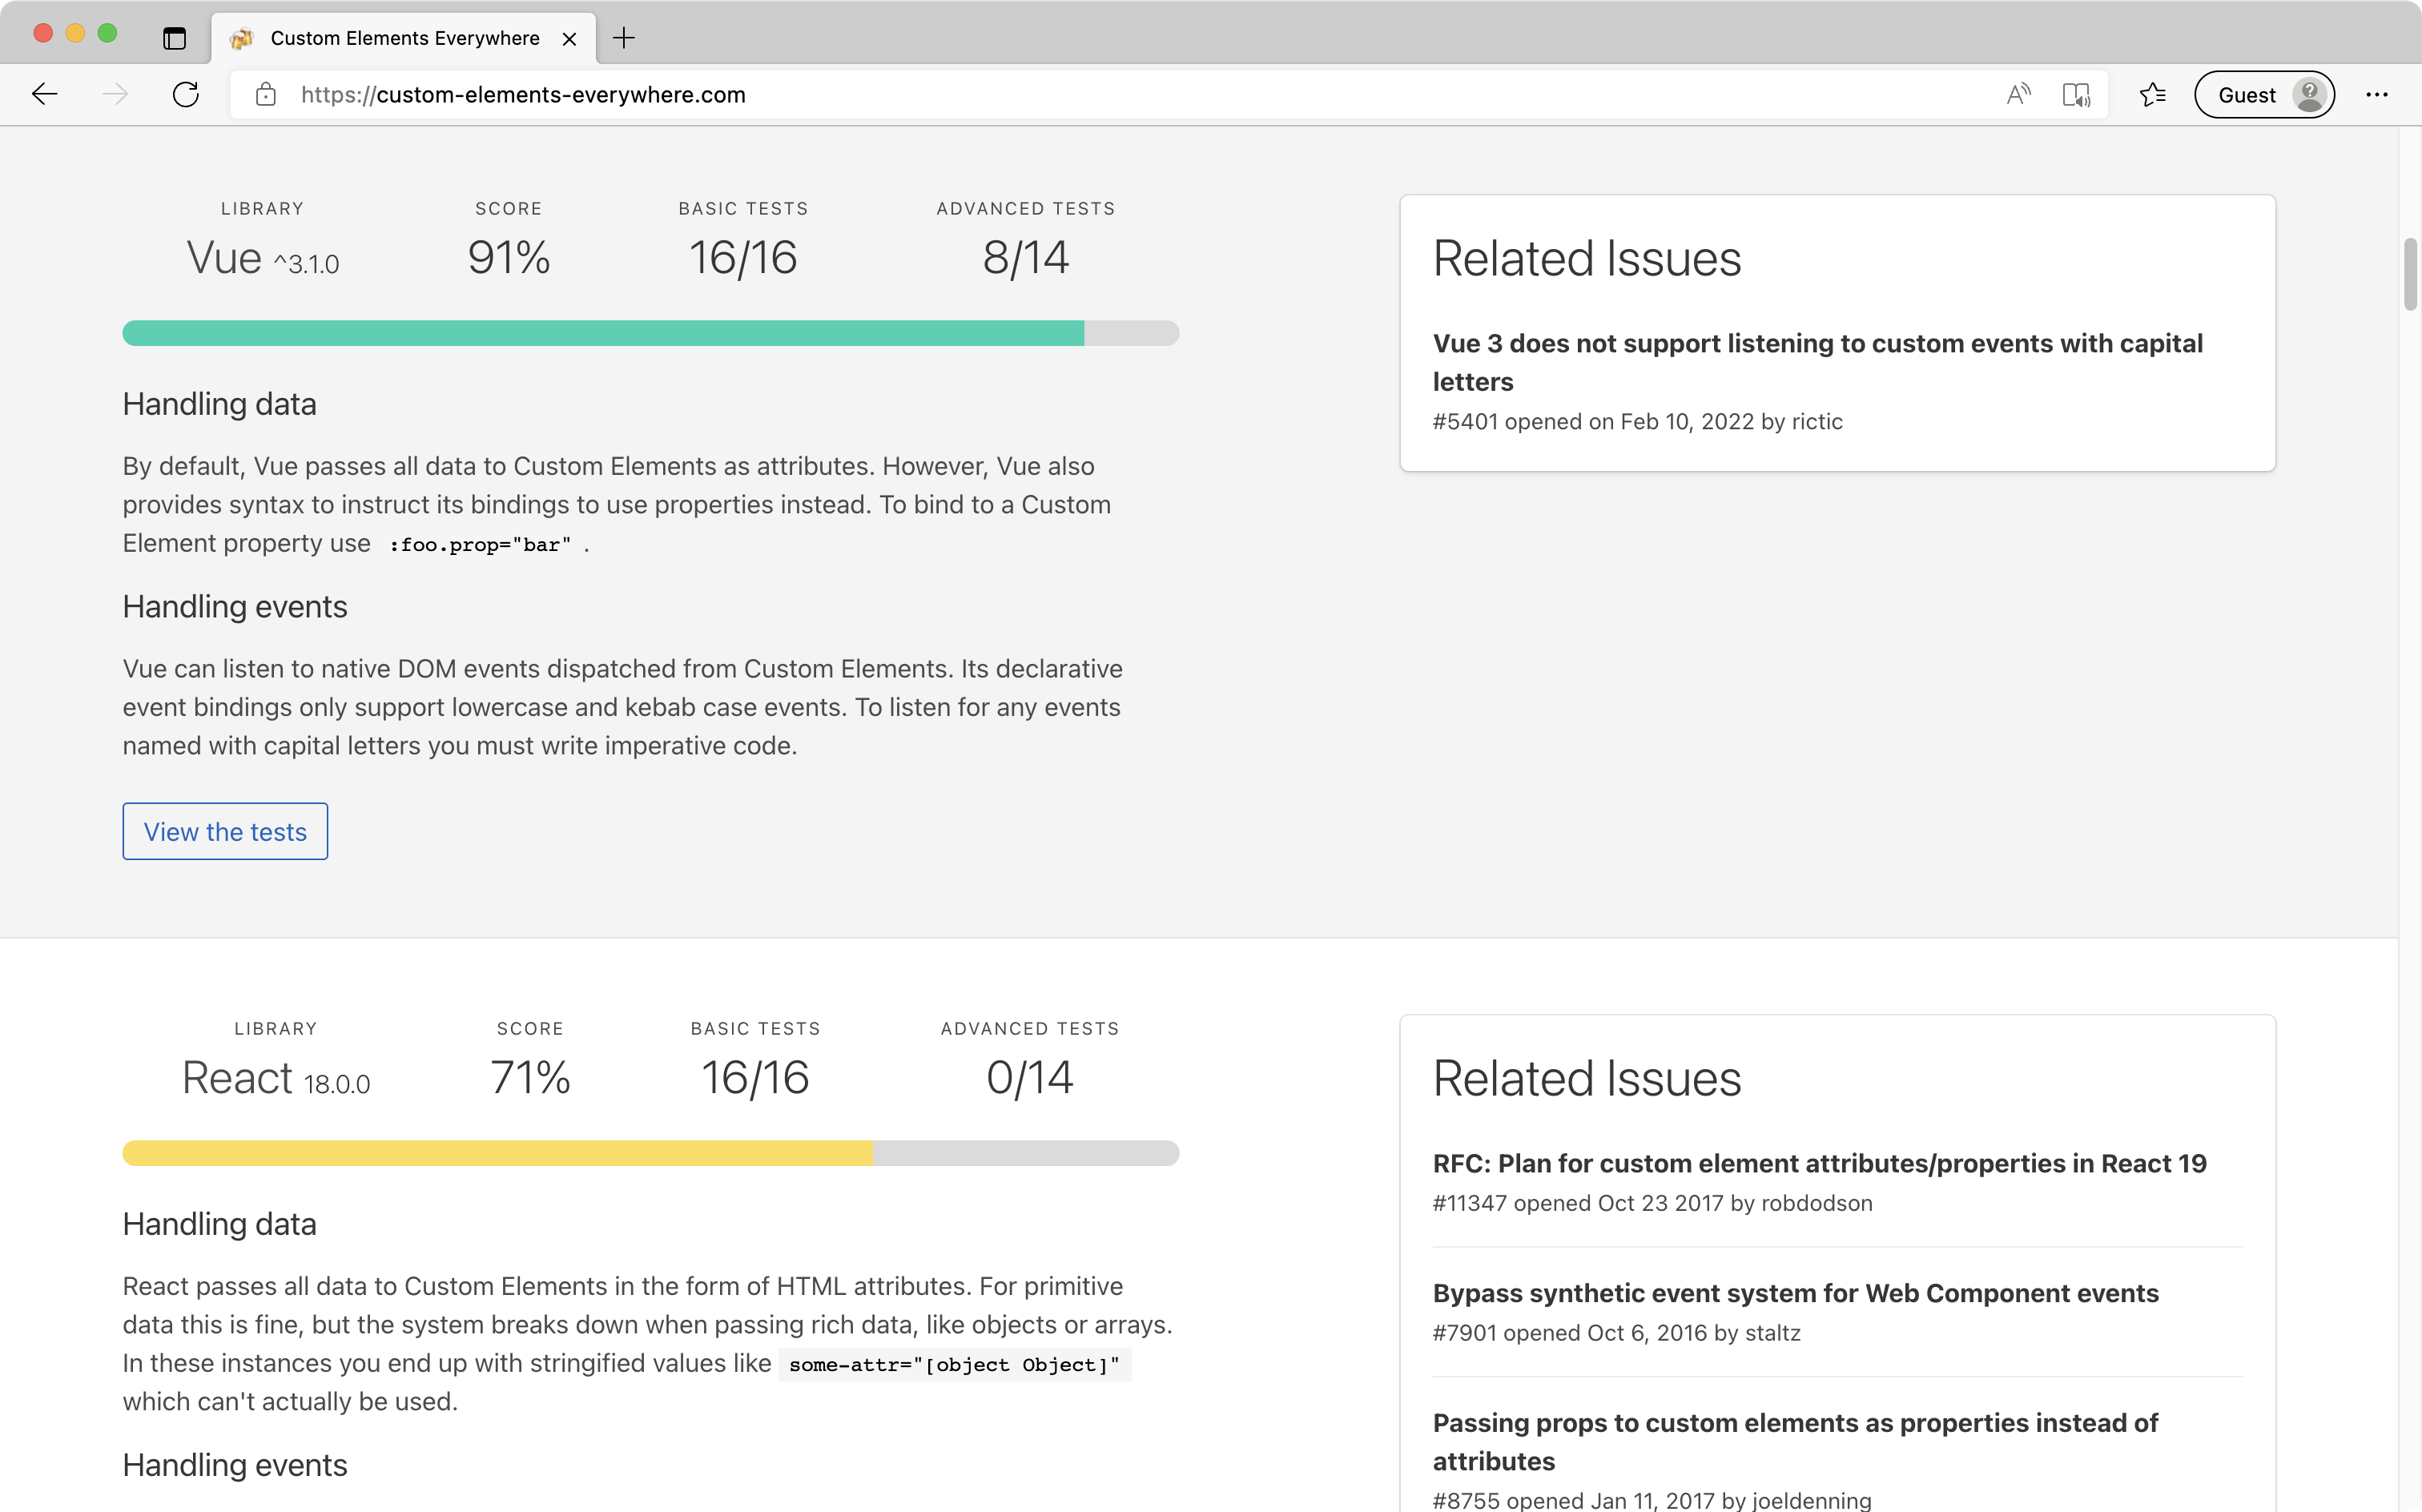 Custom Elements Everywhere
https://custom-elements-everywhere.com
Guest
LIBRARY
Vue ^3.1.0
SCORE
91%
BASIC TESTS
16/16
ADVANCED TESTS
8/14
Handling data
By default, Vue passes all data to Custom Elements as attributes. However, Vue also
provides syntax to instruct its bindings to use properties instead. To bind to a Custom
Element property use :foo.prop="bar" .
Handling events
Vue can listen to native DOM events dispatched from Custom Elements. Its declarative
event bindings only support lowercase and kebab case events. To listen for any events
named with capital letters you must write imperative code.
View the tests
Related Issues
Vue 3 does not support listening to custom events with capital
letters
#5401 opened on Feb 10, 2022 by rictic
LIBRARY
React 18.0.0
SCORE
71%
BASIC TESTS
16/16
ADVANCED TESTS
0/14
Handling data
React passes all data to Custom Elements in the form of HTML attributes. For primitive
data this is fine, but the system breaks down when passing rich data, like objects or arrays.
In these instances you end up with stringified values like some-attr="[object Object]"
which can't actually be used.
Handling events
Related Issues
RFC: Plan for custom element attributes/properties in React 19
#11347 opened Oct 23 2017 by robdodson
Bypass synthetic event system for Web Component events
#7901 opened Oct 6, 2016 by staltz
Passing props to custom elements as properties instead of
attributes
#8755 opened Jan 11, 2017 by joeldenning